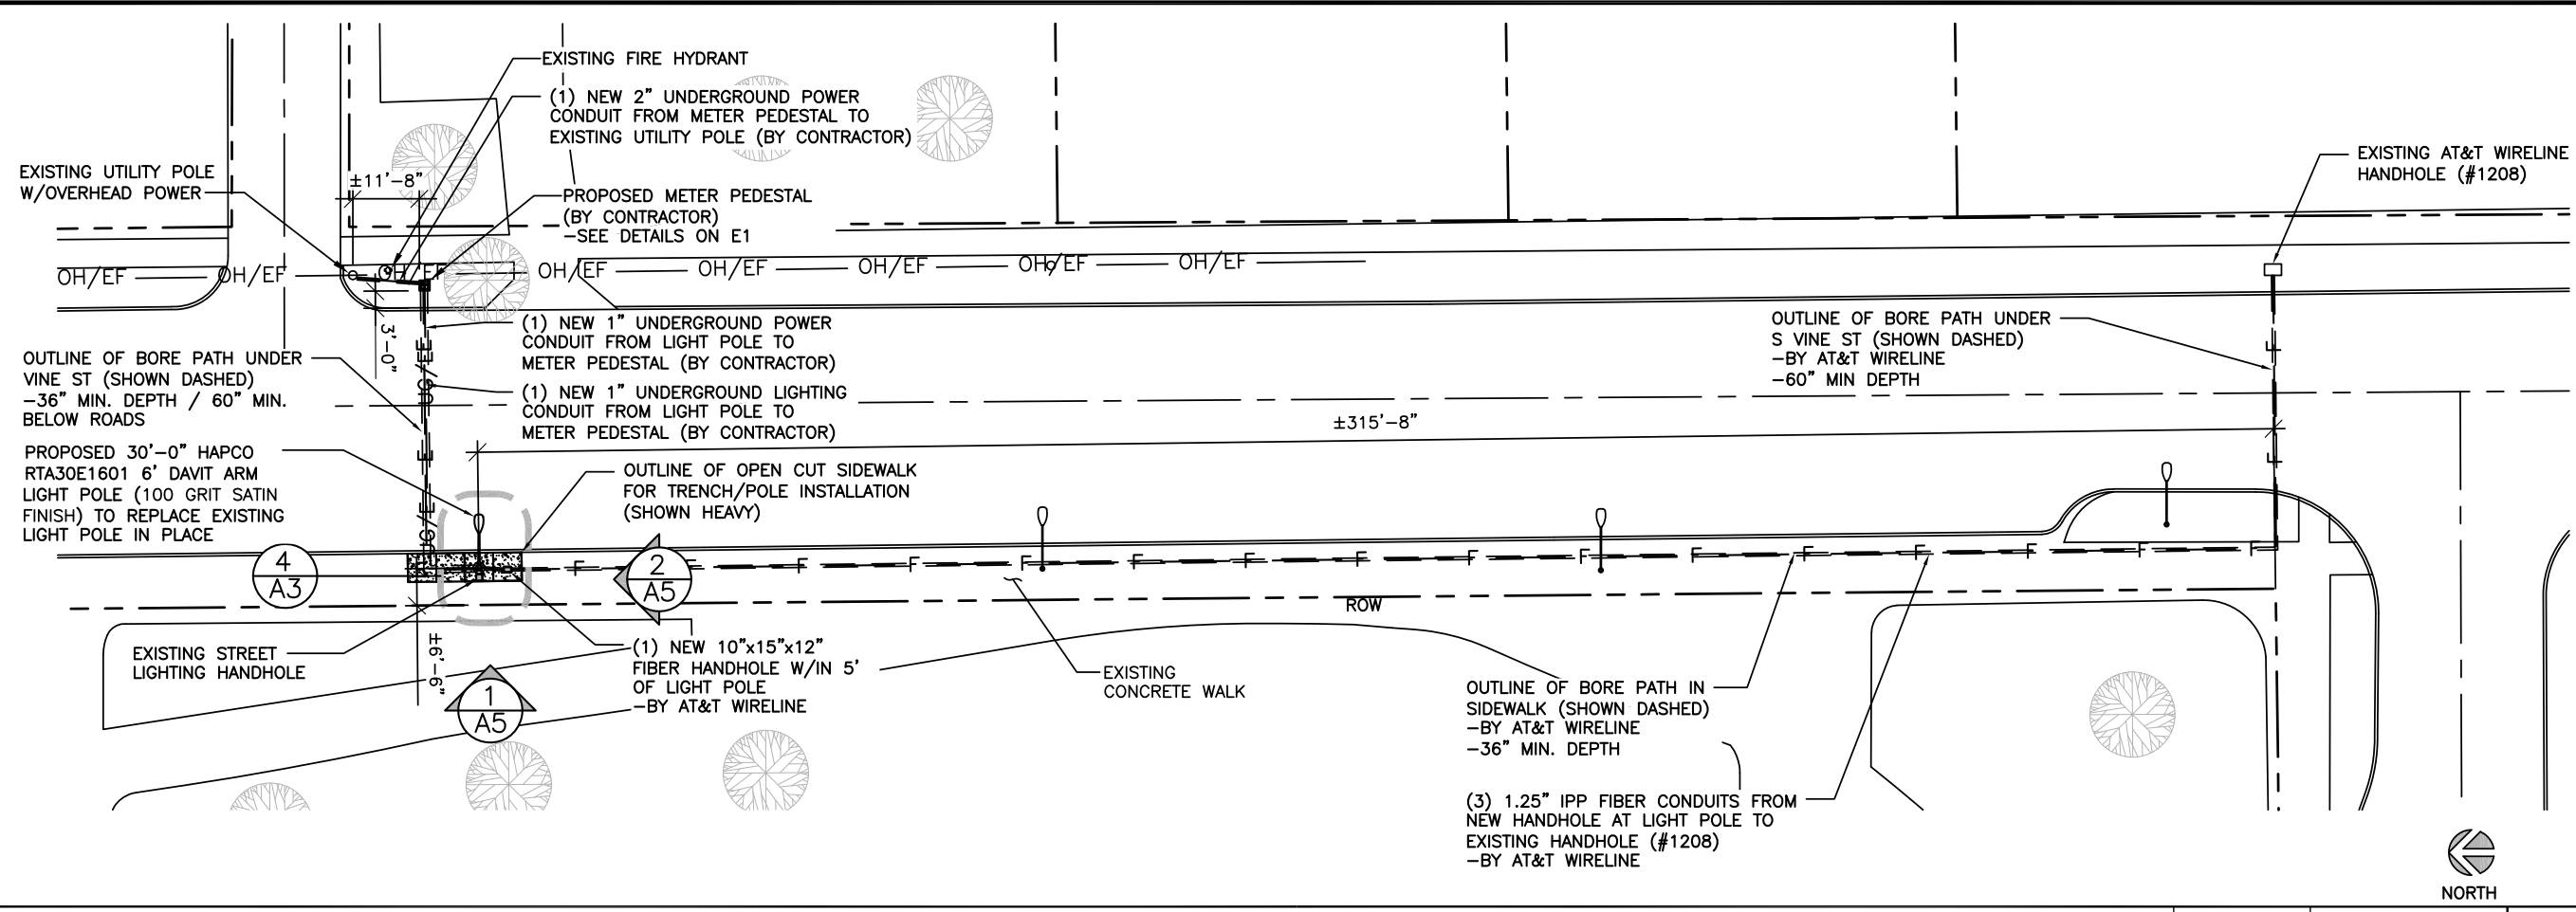 EXISTING FIRE HYDRANT
(1) NEW 2" UNDERGROUND POWER
CONDUIT FROM METER PEDESTAL TO
EXISTING UTILITY POLE (BY CONTRACTOR)
EXISTING UTILITY POLE
W/OVERHEAD POWER
±11'-8"
PROPOSED METER PEDESTAL
(BY CONTRACTOR)
-SEE DETAILS ON E1
EXISTING AT&T WIRELINE
HANDHOLE (#1208)
OH/EF OH/EF OH/EF OH/EF OH/EF OH/EF OH/EF OH/EF
3'-0"
(1) NEW 1" UNDERGROUND POWER
CONDUIT FROM LIGHT POLE TO
METER PEDESTAL (BY CONTRACTOR)
OUTLINE OF BORE PATH UNDER
VINE ST (SHOWN DASHED)
-36" MIN. DEPTH / 60" MIN.
BELOW ROADS
(1) NEW 1" UNDERGROUND LIGHTING
CONDUIT FROM LIGHT POLE TO
METER PEDESTAL (BY CONTRACTOR)
OUTLINE OF BORE PATH UNDER
S VINE ST (SHOWN DASHED)
-BY AT&T WIRELINE
-60" MIN DEPTH
±315'-8"
PROPOSED 30'-0" HAPCO
RTA30E1601 6' DAVIT ARM
LIGHT POLE (100 GRIT SATIN
FINISH) TO REPLACE EXISTING
LIGHT POLE IN PLACE
OUTLINE OF OPEN CUT SIDEWALK
FOR TRENCH/POLE INSTALLATION
(SHOWN HEAVY)
4
A3
2
A5
F F F F F F F F F F F F F F F
ROW
EXISTING STREET
LIGHTING HANDHOLE
±6'-6"
1
A5
(1) NEW 10"x15"x12"
FIBER HANDHOLE W/IN 5'
OF LIGHT POLE
-BY AT&T WIRELINE
EXISTING
CONCRETE WALK
OUTLINE OF BORE PATH IN
SIDEWALK (SHOWN DASHED)
-BY AT&T WIRELINE
-36" MIN. DEPTH
(3) 1.25" IPP FIBER CONDUITS FROM
NEW HANDHOLE AT LIGHT POLE TO
EXISTING HANDHOLE (#1208)
-BY AT&T WIRELINE
NORTH